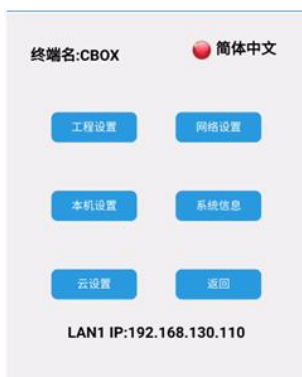 终端名:CBOX 简体中文
工程设置 网络设置
本机设置 系统信息
云设置 返回
LAN1 IP:192.168.130.110